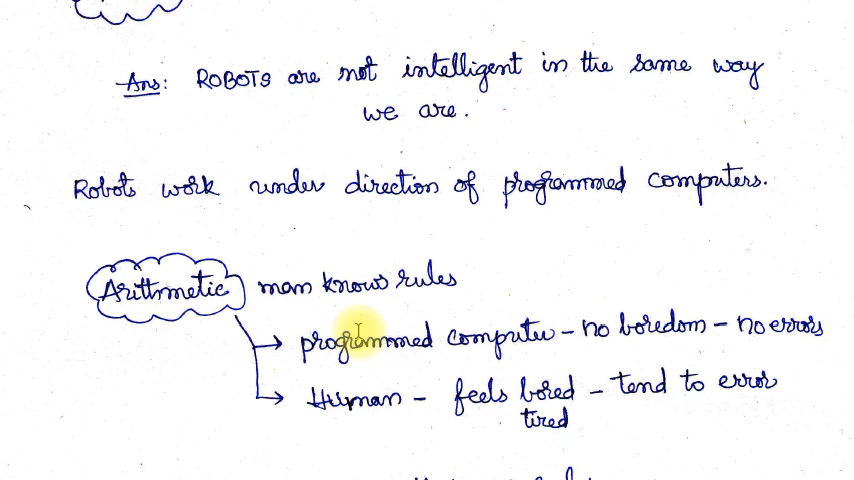 Ans: ROBOTS are not intelligent in the same way
we are.
Robots work under direction of programmed computers.
Arithmetic man knows rules
programmed computer - no boredom - no errors
Human - feels bored - tend to error
tired